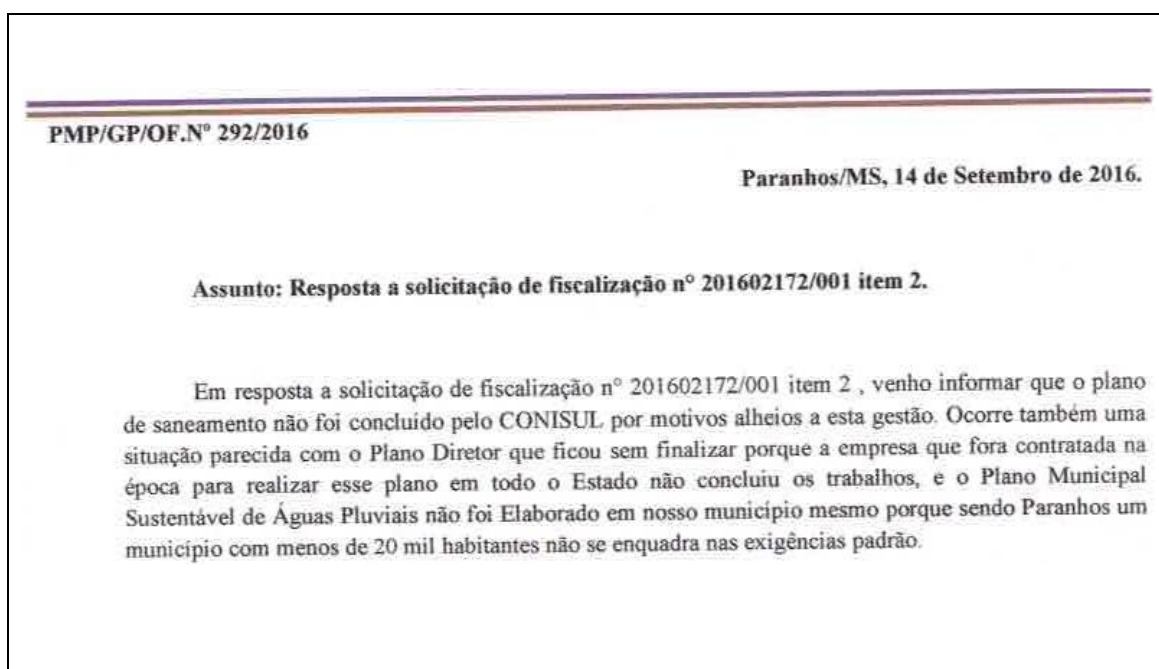 PMP/GP/OF.Nº 292/2016
Paranhos/MS, 14 de Setembro de 2016.
Assunto: Resposta a solicitação de fiscalização nº 201602172/001 item 2.
Em resposta a solicitação de fiscalização nº 201602172/001 item 2 , venho informar que o plano
de saneamento não foi concluído pelo CONISUL por motivos alheios a esta gestão. Ocorre também uma
situação parecida com o Plano Diretor que ficou sem finalizar porque a empresa que fora contratada na
época para realizar esse plano em todo o Estado não concluiu os trabalhos, e o Plano Municipal
Sustentável de Águas Pluviais não foi Elaborado em nosso município mesmo porque sendo Paranhos um
município com menos de 20 mil habitantes não se enquadra nas exigências padrão.